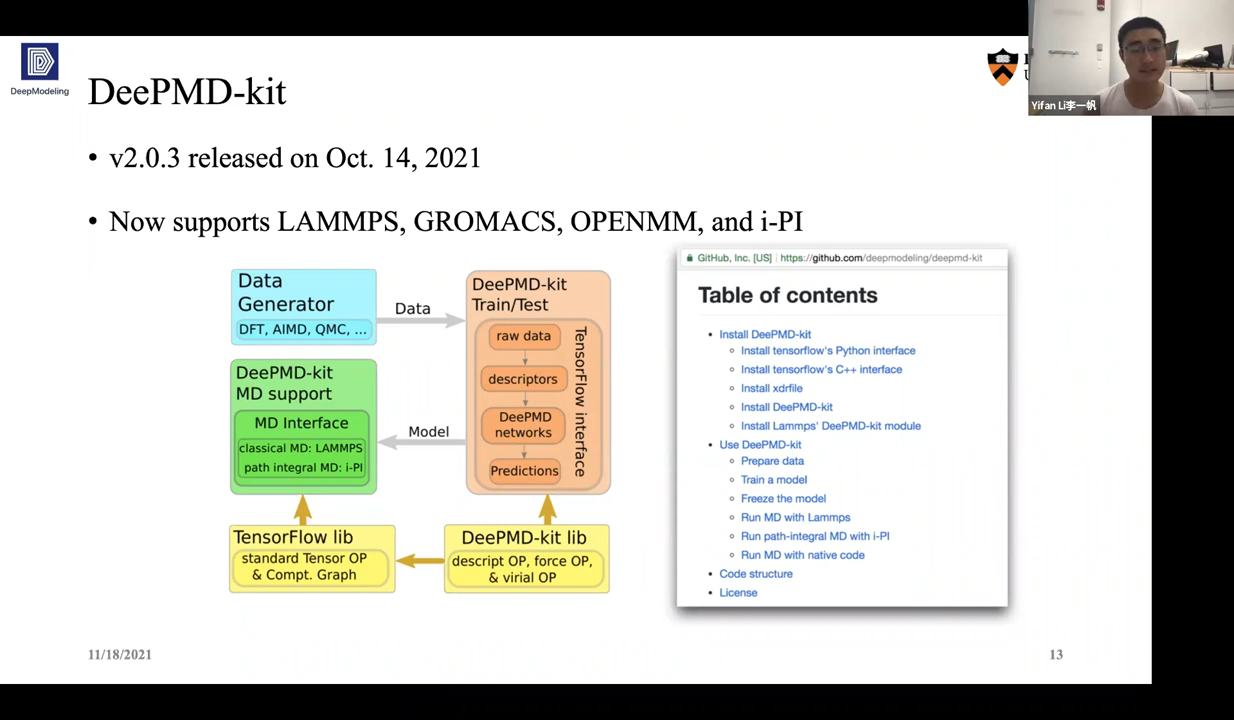 DeepModeling
DeePMD-kit
Yifan Li李一帆
• v2.0.3 released on Oct. 14, 2021
• Now supports LAMMPS, GROMACS, OPENMM, and i-PI
Data
Generator
DFT, AIMD, QMC, ...
Data
DeePMD-kit
Train/Test
raw data
descriptors
DeePMD
networks
Predictions
TensorFlow interface
DeePMD-kit
MD support
MD Interface
classical MD: LAMMPS
path integral MD: i-PI
Model
TensorFlow lib
standard Tensor OP
& Compt. Graph
DeePMD-kit lib
descript OP, force OP,
& virial OP
GitHub, Inc. [US] | https://github.com/deepmodeling/deepmd-kit
Table of contents
• Install DeePMD-kit
◦ Install tensorflow's Python interface
◦ Install tensorflow's C++ interface
◦ Install xdrfile
◦ Install DeePMD-kit
◦ Install Lammps' DeePMD-kit module
• Use DeePMD-kit
◦ Prepare data
◦ Train a model
◦ Freeze the model
◦ Run MD with Lammps
◦ Run path-integral MD with i-PI
◦ Run MD with native code
• Code structure
• License
11/18/2021
13